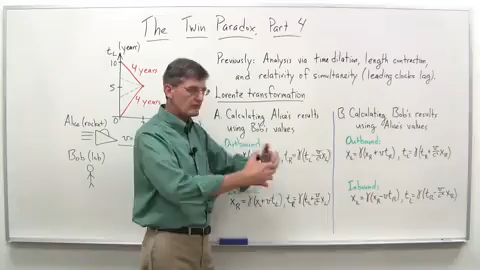 The Twin Paradox, Part 4
t_L (years)
10
5
4 years
4 years
Alice (rocket)
Bob (lab)
Previously: Analysis via time dilation, length contraction,
and relativity of simultaneity (leading clocks lag).
Lorentz transformation
A. Calculating Alice's results
using Bob's values
B. Calculating Bob's results
using Alice's values
Outbound:
x_L = γ(x_R + v t_R), t_L = γ(t_R + v/c² x_R)
Inbound:
x_R = γ(x_L + v t_L), t_R = γ(t_L + v/c² x_L)
x_L = γ(x_R - v t_R), t_L = γ(t_R - v/c² x_R)